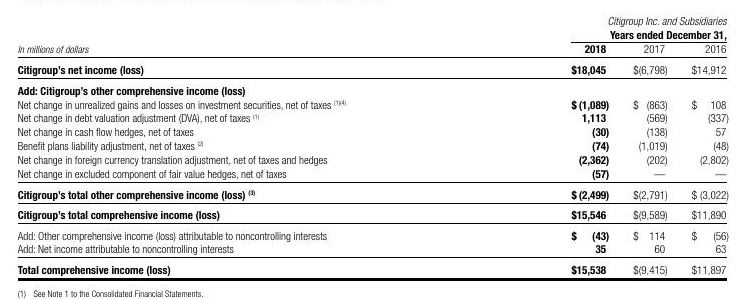 Citigroup Inc. and Subsidiaries
Years ended December 31,
In millions of dollars 2018 2017 2016
Citigroup's net income (loss) $18,045 $(6,798) $14,912
Add: Citigroup's other comprehensive income (loss)
Net change in unrealized gains and losses on investment securities, net of taxes (1)(4) $ (1,089) $ (863) $ 108
Net change in debt valuation adjustment (DVA), net of taxes (1) 1,113 (569) (337)
Net change in cash flow hedges, net of taxes (30) (138) 57
Benefit plans liability adjustment, net of taxes (2) (74) (1,019) (48)
Net change in foreign currency translation adjustment, net of taxes and hedges (2,362) (202) (2,802)
Net change in excluded component of fair value hedges, net of taxes (57) — —
Citigroup's total other comprehensive income (loss) (3) $ (2,499) $(2,791) $ (3,022)
Citigroup's total comprehensive income (loss) $15,546 $(9,589) $11,890
Add: Other comprehensive income (loss) attributable to noncontrolling interests $ (43) $ 114 $ (56)
Add: Net income attributable to noncontrolling interests 35 60 63
Total comprehensive income (loss) $15,538 $(9,415) $11,897
(1) See Note 1 to the Consolidated Financial Statements.